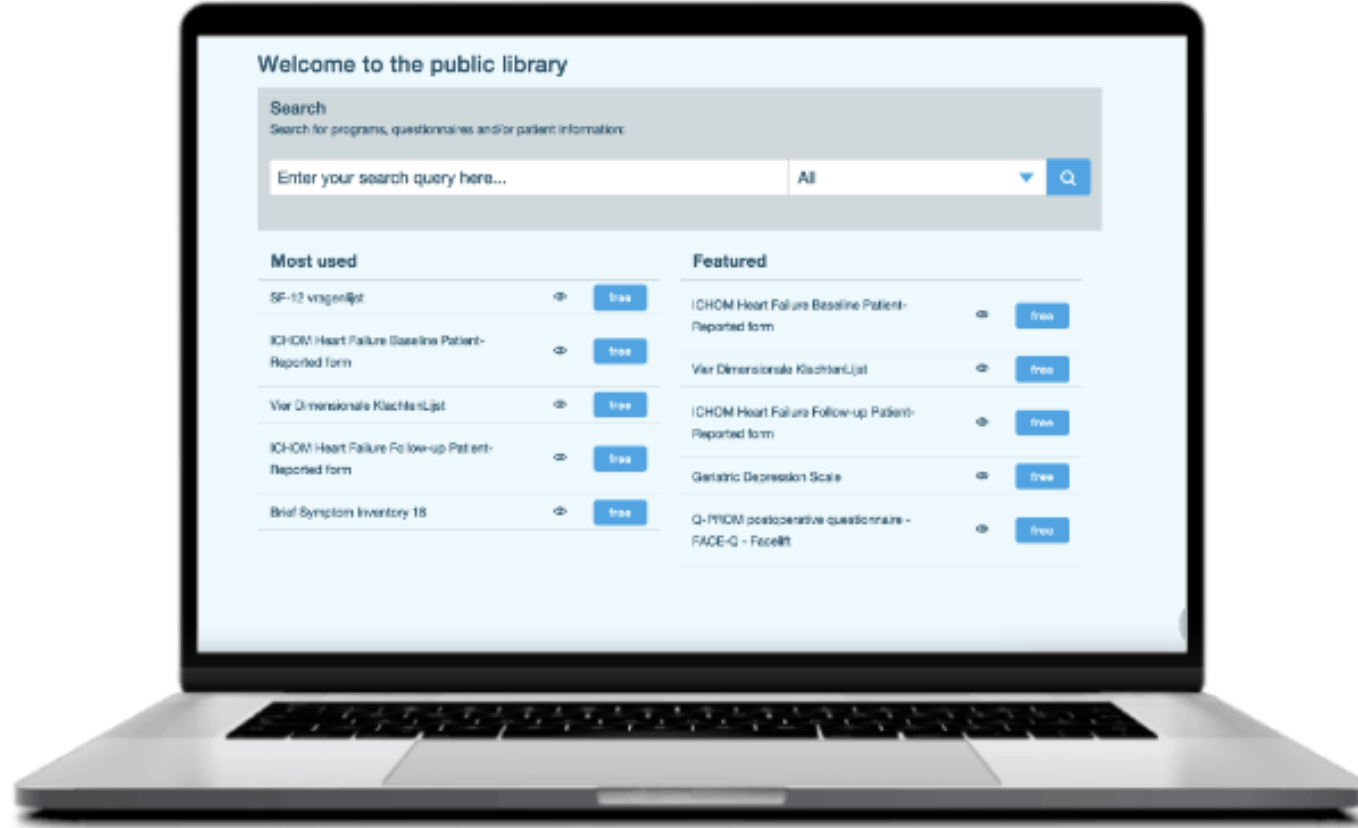 Welcome to the public library
Search
Search for programs, questionnaires and/or patient information:
Enter your search query here...
All
Most used
SF-12 vragenlijst
free
ICHOM Heart Failure Baseline Patient-
Reported form
free
Vier Dimensionale KlachtenLijst
free
ICHOM Heart Failure Follow-up Patient-
Reported form
free
Brief Symptom Inventory 18
free
Featured
ICHOM Heart Failure Baseline Patient-
Reported form
free
Vier Dimensionale KlachtenLijst
free
ICHOM Heart Failure Follow-up Patient-
Reported form
free
Geriatric Depression Scale
free
Q-PROM postoperative questionnaire -
FACE-Q - Facelift
free